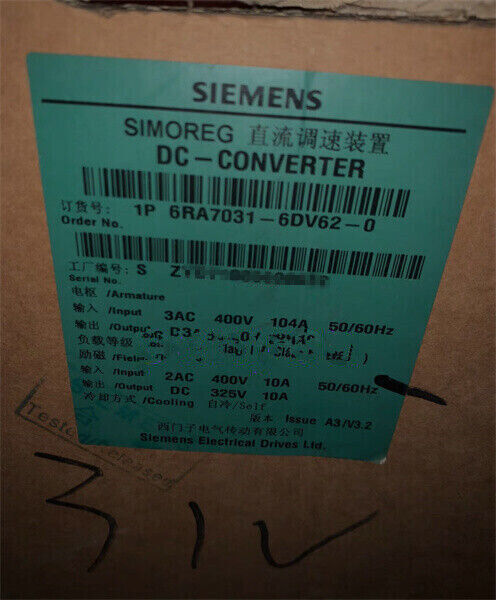 SIEMENS
SIMOREG 直流调速装置
DC-CONVERTER
订货号: 1P 6RA7031-6DV62-0
Order No.
工厂编号: S Z
Serial No.
电枢 /Armature
输入 /Input 3AC 400V 104A 50/60Hz
输出 /Output
负载等级
励磁 /Field
输入 /Input 2AC 400V 10A 50/60Hz
输出 /Output DC 325V 10A
冷却方式 /Cooling 自冷/Self
版本 Issue A3/V3.2
西门子电气传动有限公司
Siemens Electrical Drives Ltd.
Tested Released
31V